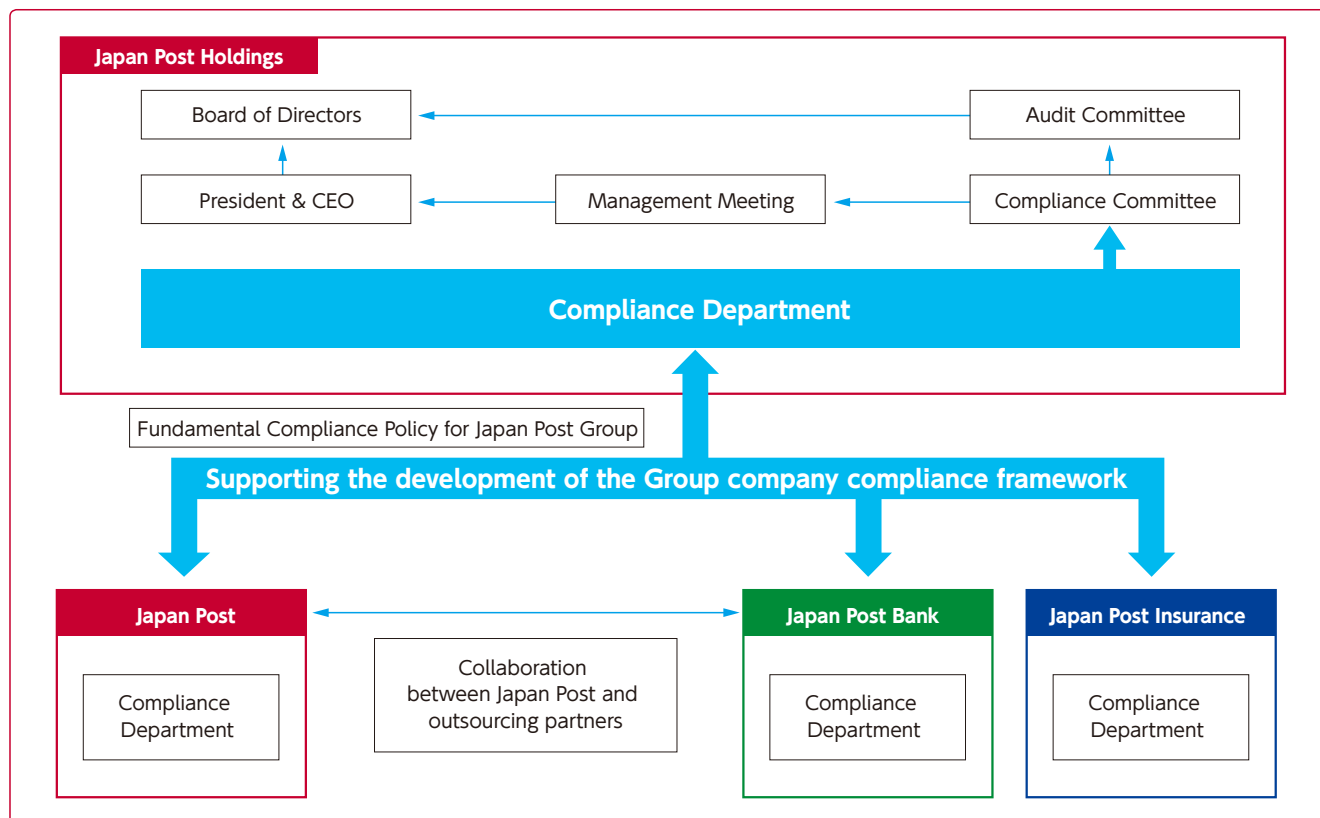 Japan Post Holdings
Board of Directors
Audit Committee
President & CEO
Management Meeting
Compliance Committee
Compliance Department
Fundamental Compliance Policy for Japan Post Group
Supporting the development of the Group company compliance framework
Japan Post
Japan Post Bank
Japan Post Insurance
Compliance
Department
Collaboration
between Japan Post and
outsourcing partners
Compliance
Department
Compliance
Department